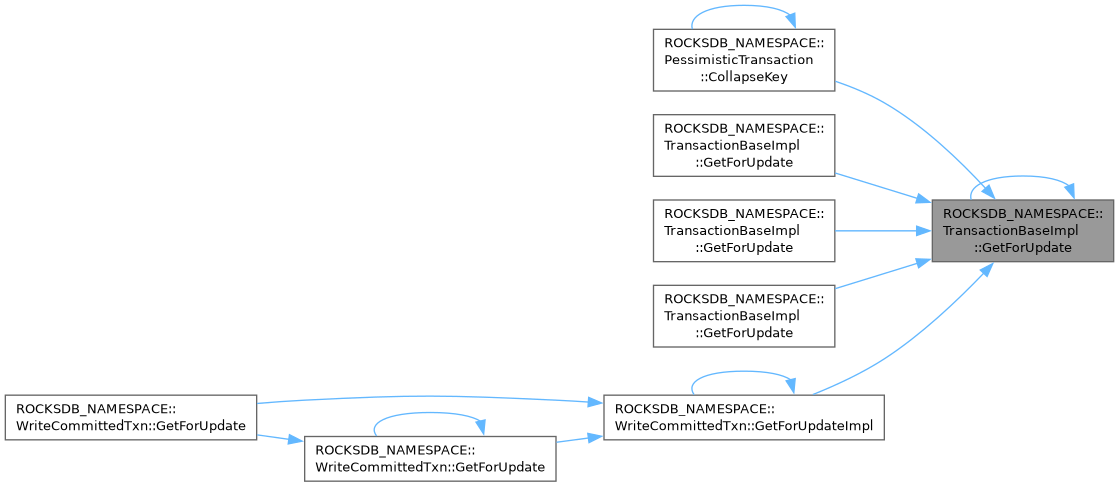 ROCKSDB_NAMESPACE::
PessimisticTransaction
::CollapseKey
ROCKSDB_NAMESPACE::
TransactionBaseImpl
::GetForUpdate
ROCKSDB_NAMESPACE::
TransactionBaseImpl
::GetForUpdate
ROCKSDB_NAMESPACE::
TransactionBaseImpl
::GetForUpdate
ROCKSDB_NAMESPACE::
TransactionBaseImpl
::GetForUpdate
ROCKSDB_NAMESPACE::
WriteCommittedTxn::GetForUpdate
ROCKSDB_NAMESPACE::
WriteCommittedTxn::GetForUpdateImpl
ROCKSDB_NAMESPACE::
WriteCommittedTxn::GetForUpdate